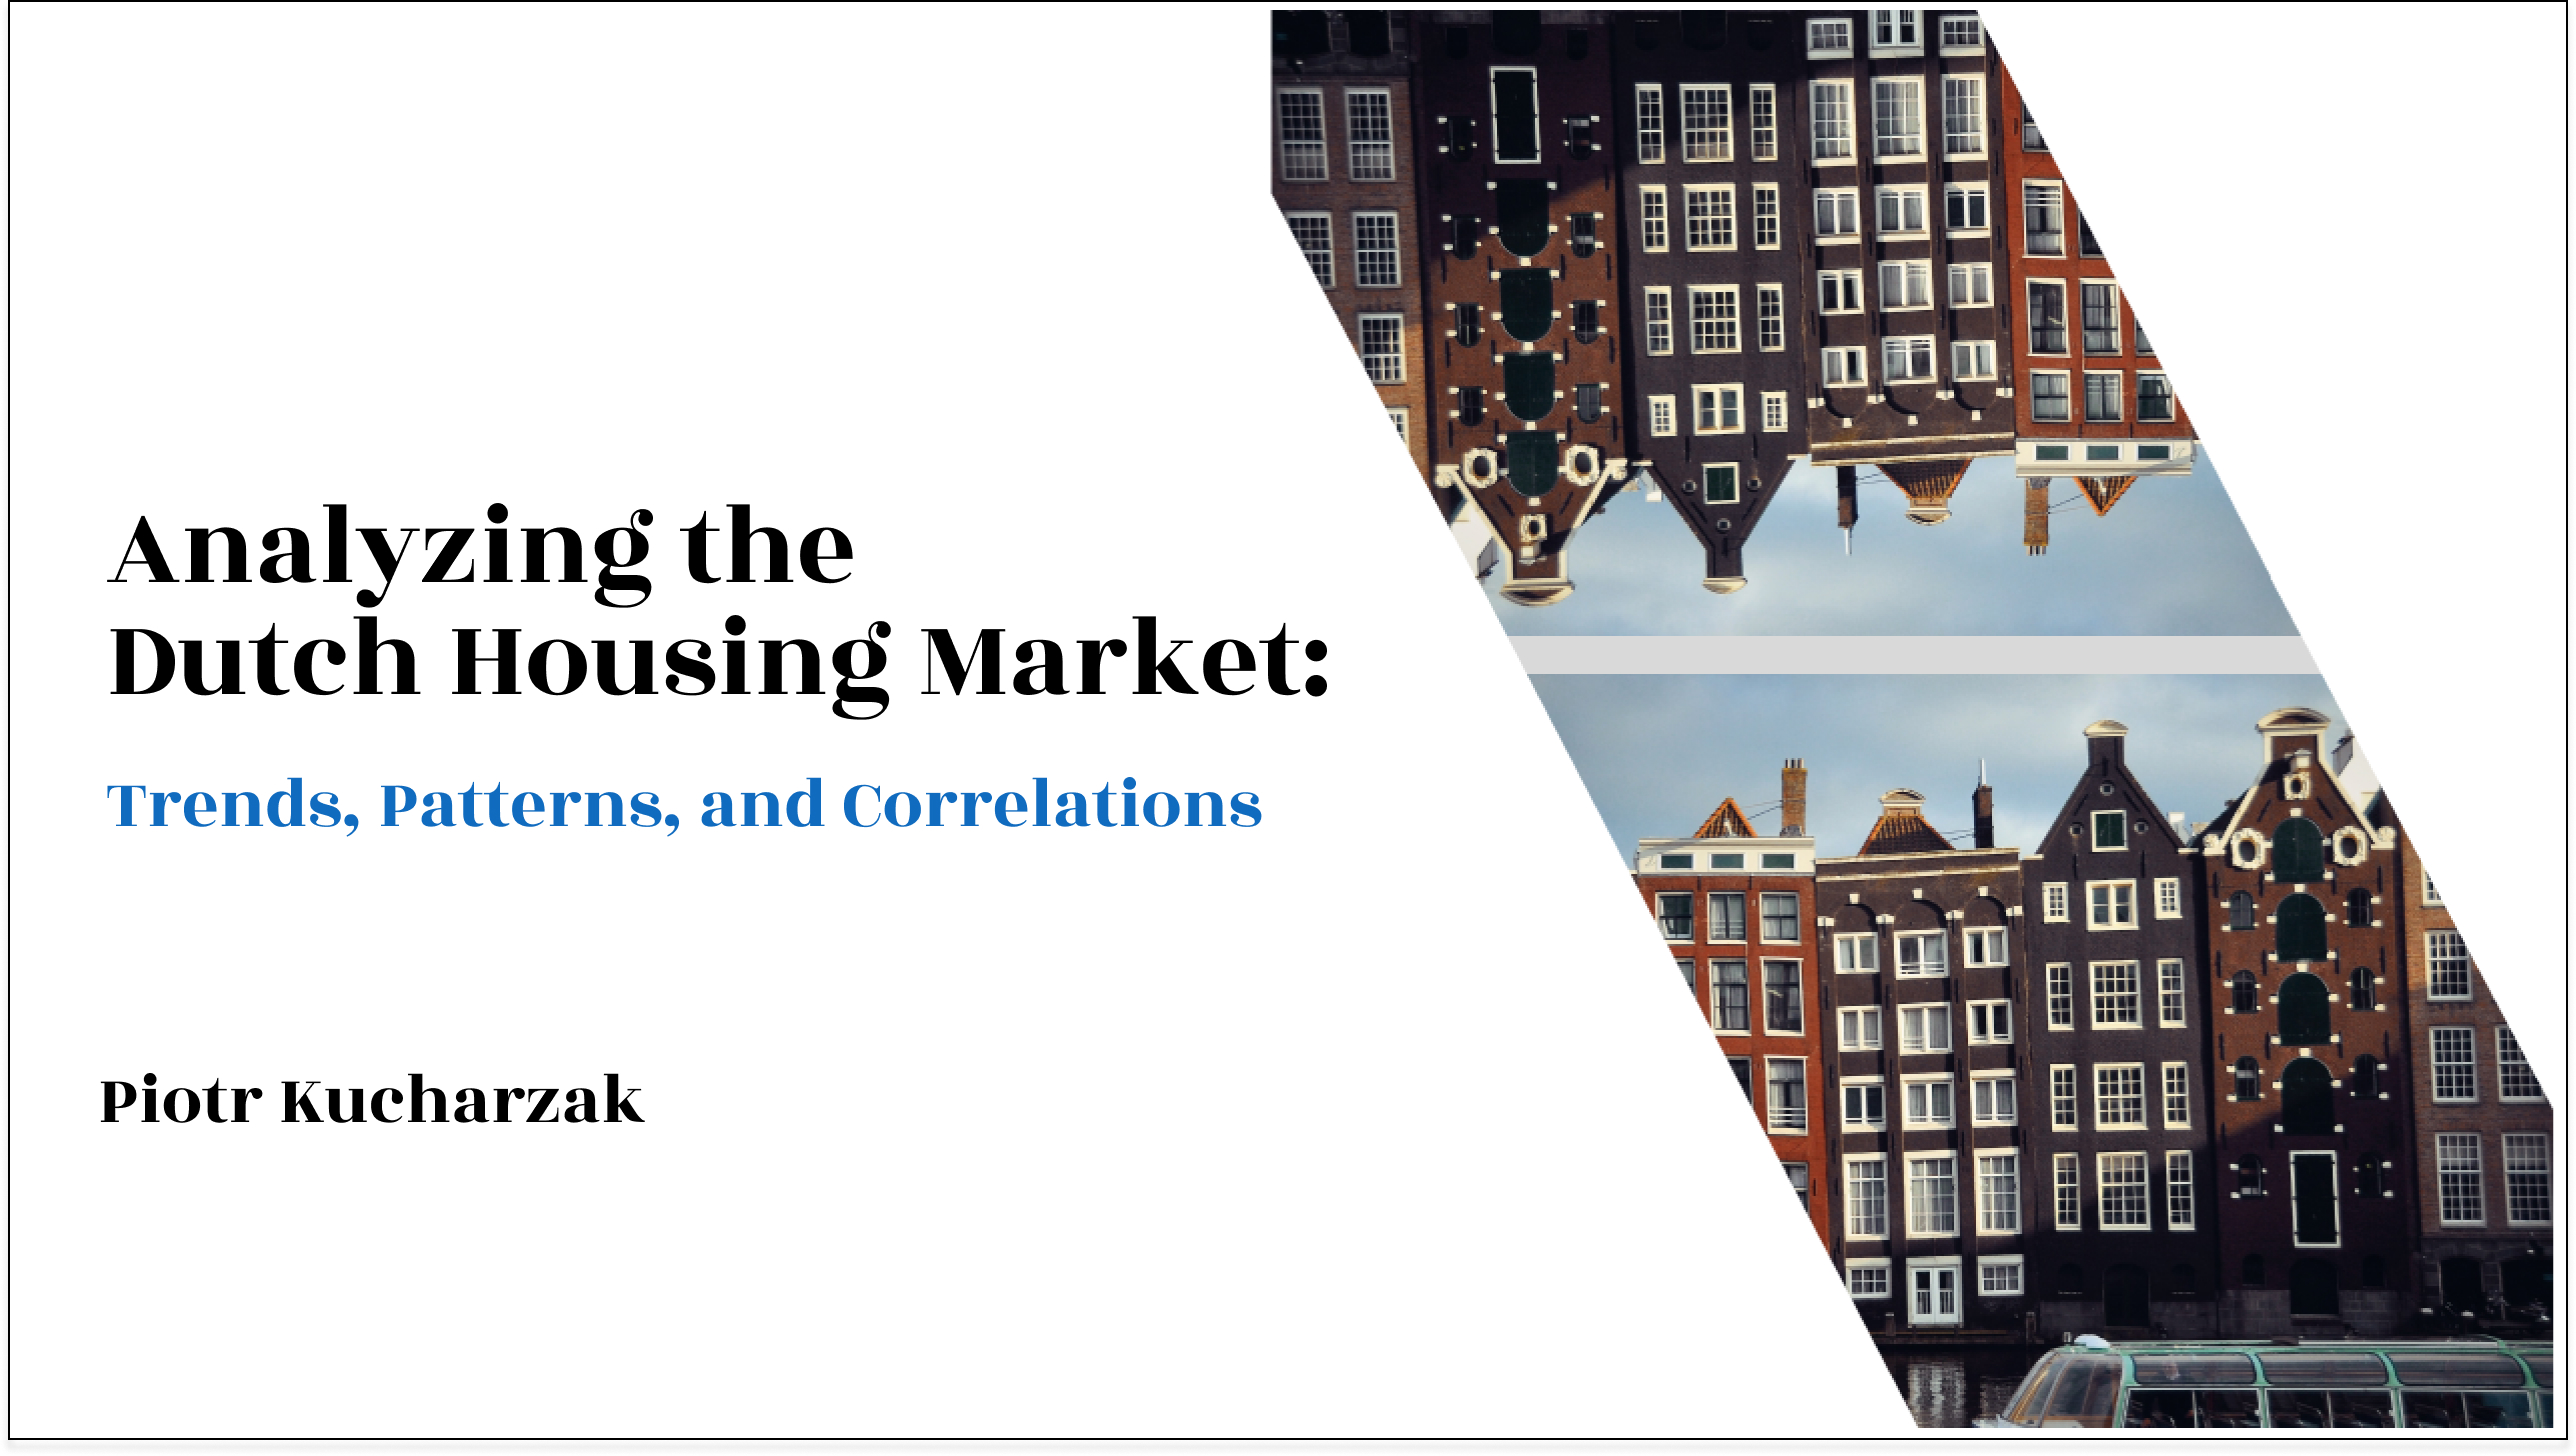 Analyzing the
Dutch Housing Market:
Trends, Patterns, and Correlations
Piotr Kucharzak